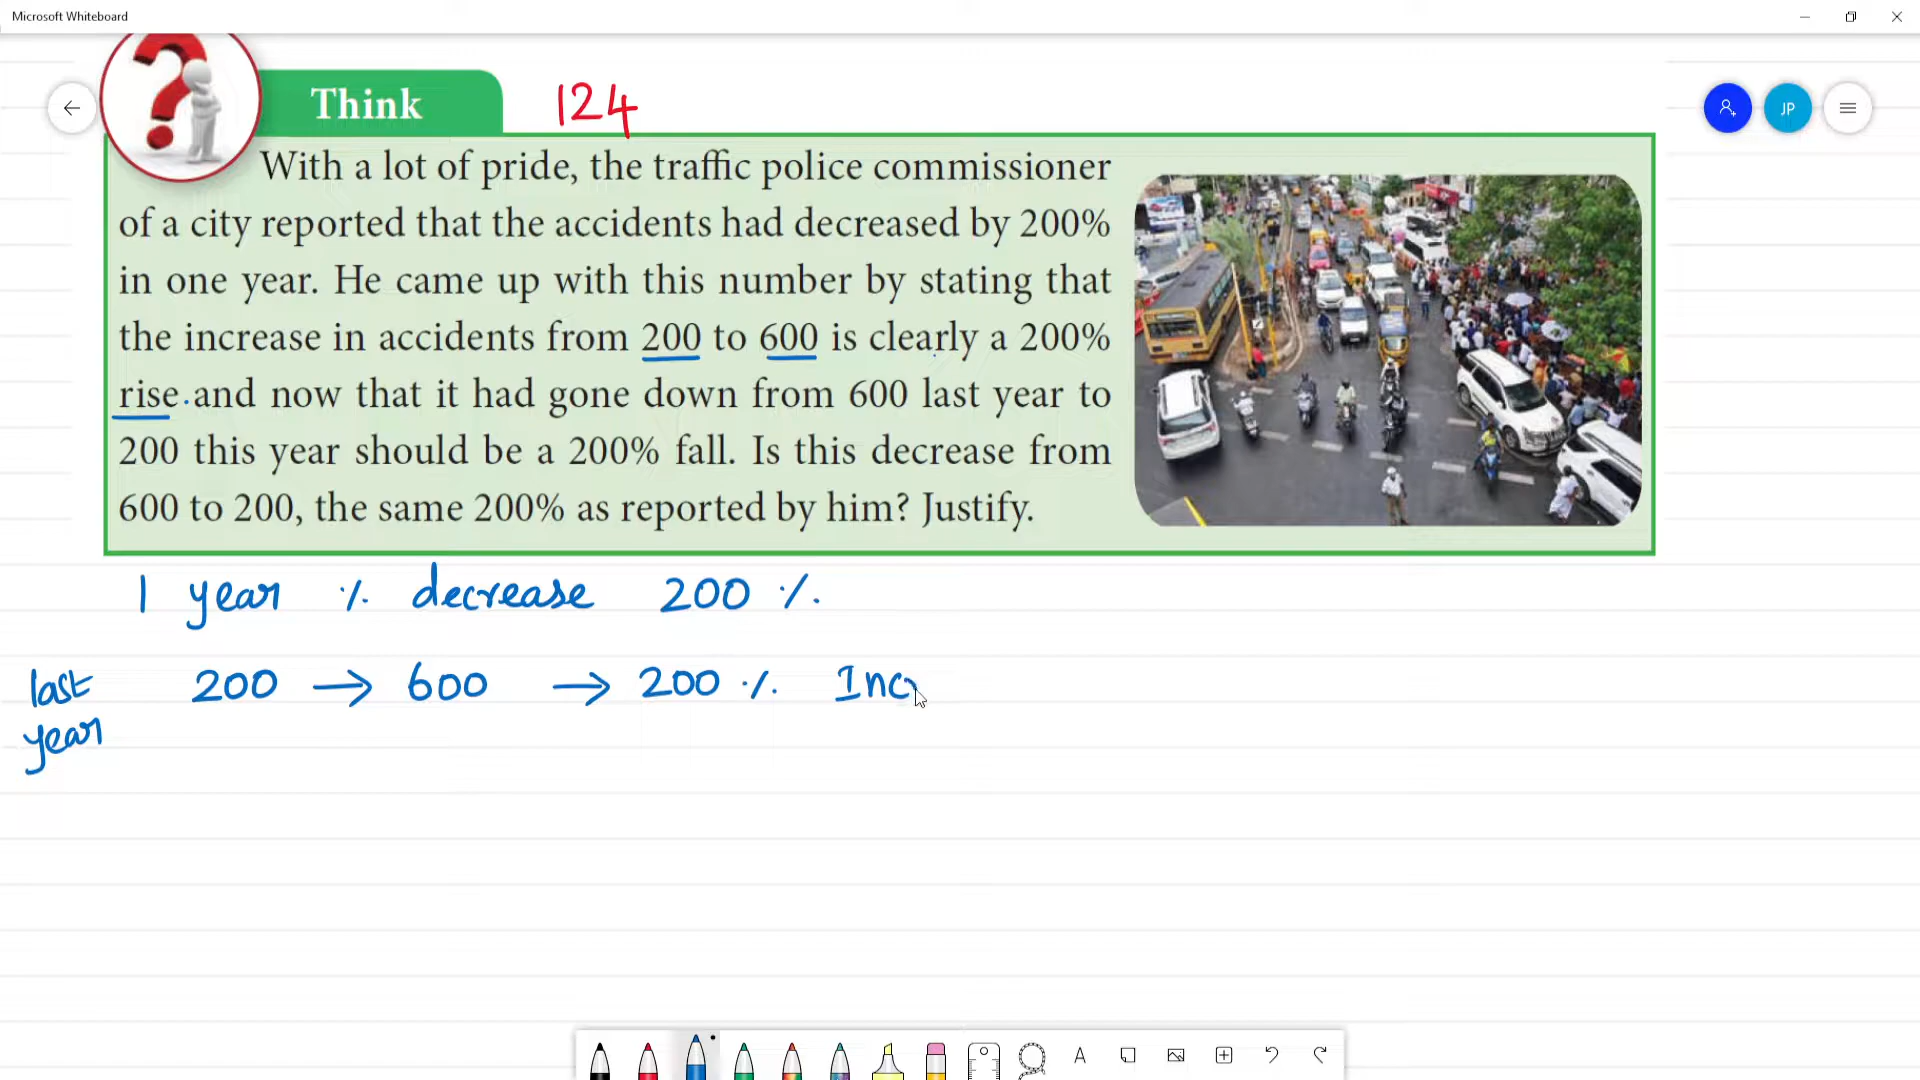 Microsoft Whiteboard
Think 124
With a lot of pride, the traffic police commissioner
of a city reported that the accidents had decreased by 200%
in one year. He came up with this number by stating that
the increase in accidents from 200 to 600 is clearly a 200%
rise and now that it had gone down from 600 last year to
200 this year should be a 200% fall. Is this decrease from
600 to 200, the same 200% as reported by him? Justify.
JP
1 year % decrease 200 %
last year 200 → 600 → 200 % Inc
A